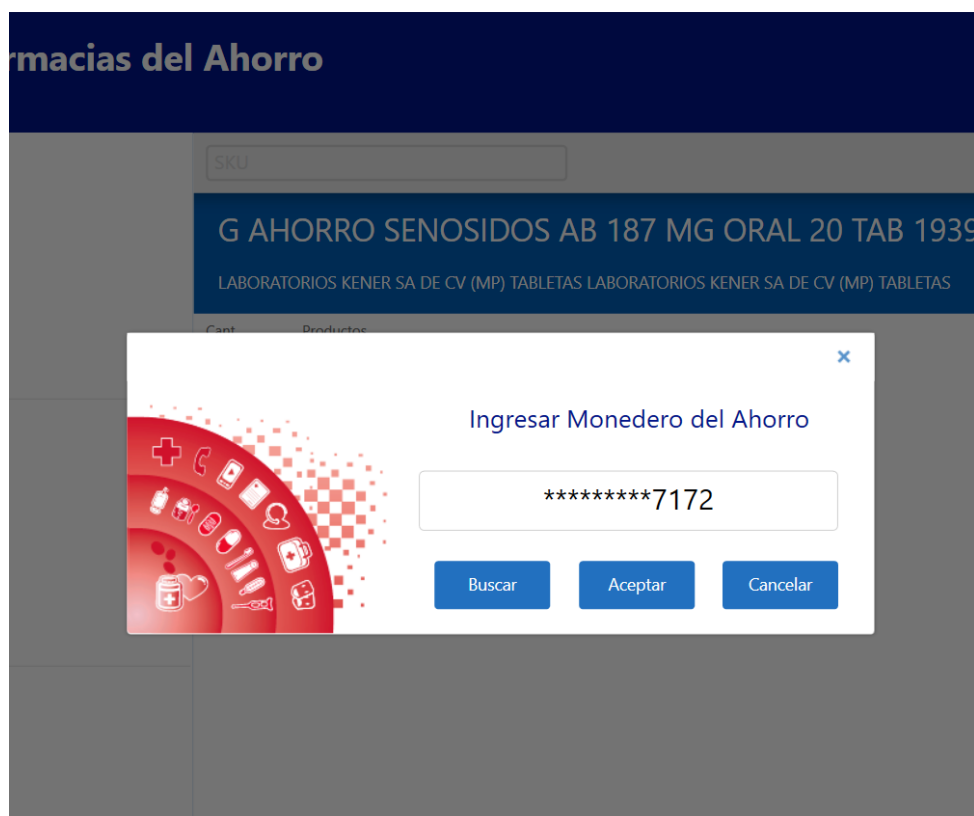 rmacias del Ahorro
SKU
G AHORRO SENOSIDOS AB 187 MG ORAL 20 TAB 1939
LABORATORIOS KENER SA DE CV (MP) TABLETAS LABORATORIOS KENER SA DE CV (MP) TABLETAS
Cant Productos
×
Ingresar Monedero del Ahorro
*********7172
Buscar Aceptar Cancelar